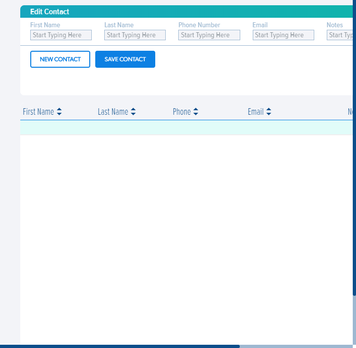 Edit Contact
First Name Last Name Phone Number Email Notes
Start Typing Here Start Typing Here Start Typing Here Start Typing Here Start Typ
NEW CONTACT SAVE CONTACT
First Name Last Name Phone Email